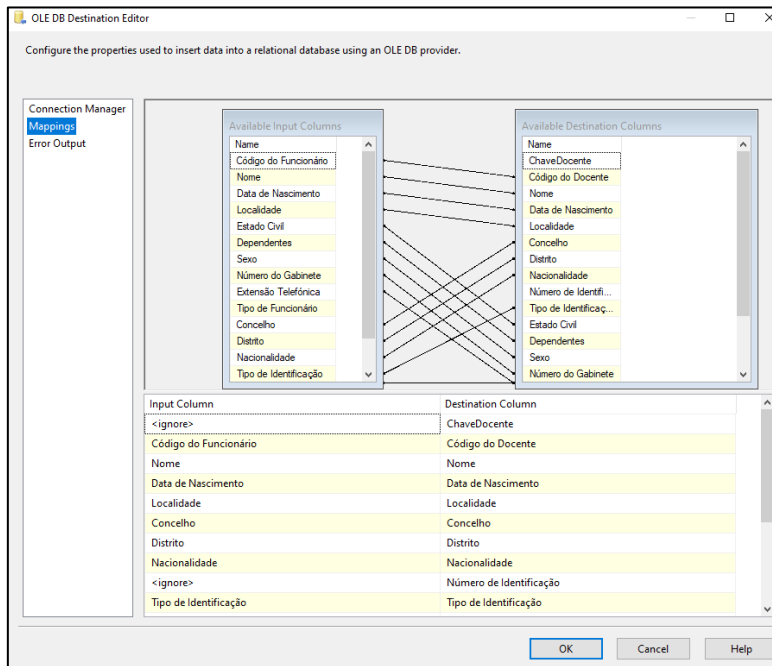 OLE DB Destination Editor
Configure the properties used to insert data into a relational database using an OLE DB provider.
Connection Manager
Mappings
Error Output
Available Input Columns
Name
Código do Funcionário
Nome
Data de Nascimento
Localidade
Estado Civil
Dependentes
Sexo
Número do Gabinete
Extensão Telefónica
Tipo de Funcionário
Concelho
Distrito
Nacionalidade
Tipo de Identificação
Available Destination Columns
Name
ChaveDocente
Código do Docente
Nome
Data de Nascimento
Localidade
Concelho
Distrito
Nacionalidade
Número de Identifi...
Tipo de Identificaç...
Estado Civil
Dependentes
Sexo
Número do Gabinete
Input Column Destination Column
<ignore> ChaveDocente
Código do Funcionário Código do Docente
Nome Nome
Data de Nascimento Data de Nascimento
Localidade Localidade
Concelho Concelho
Distrito Distrito
Nacionalidade Nacionalidade
<ignore> Número de Identificação
Tipo de Identificação Tipo de Identificação
OK Cancel Help